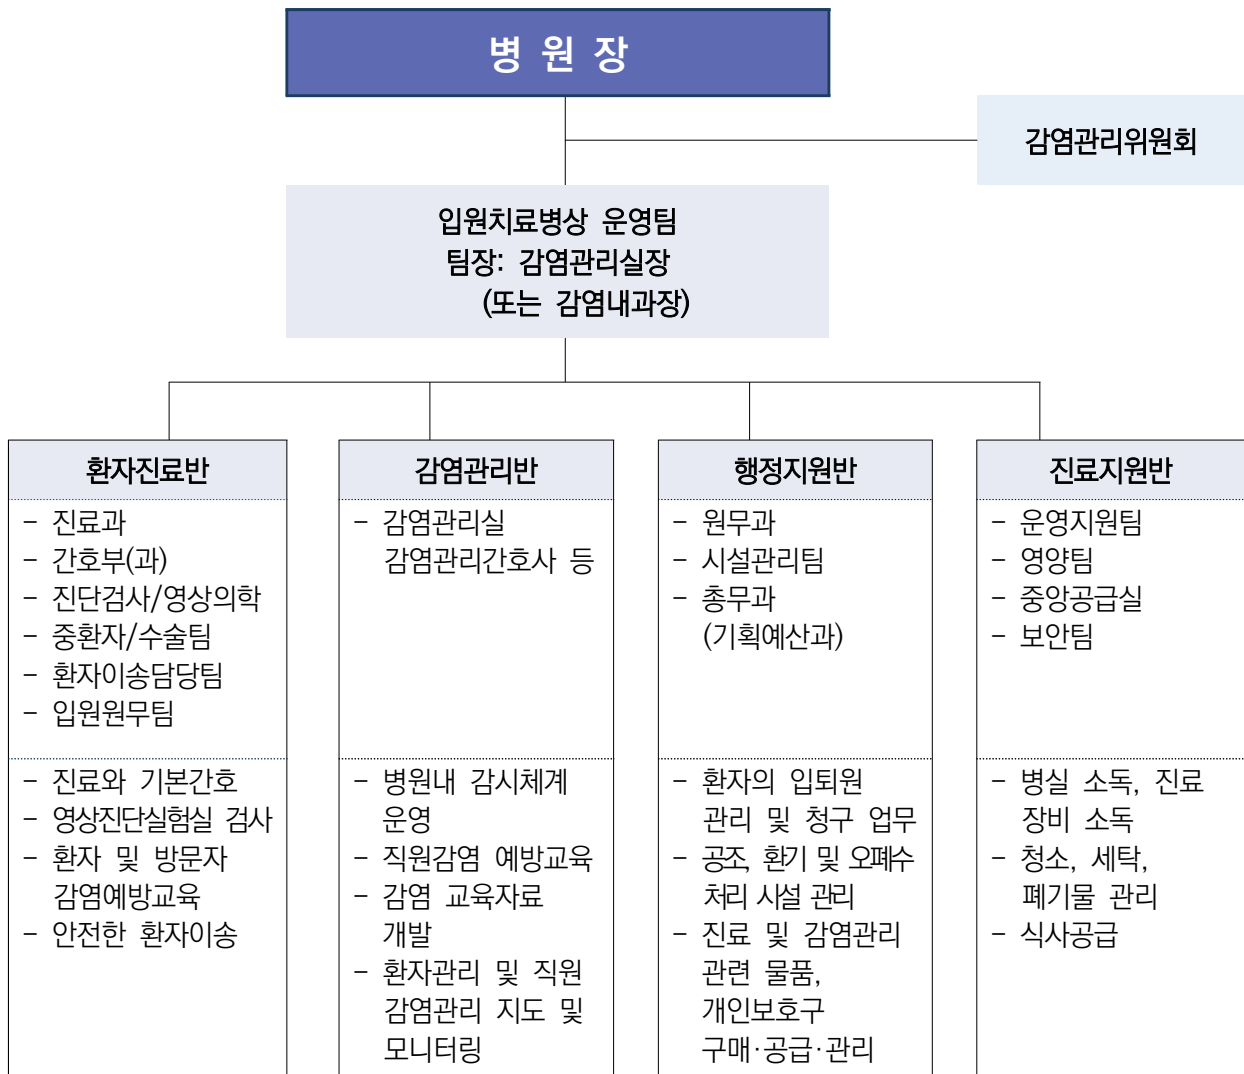 병 원 장
감염관리위원회
입원치료병상 운영팀
팀장: 감염관리실장
(또는 감염내과장)
환자진료반
- 진료과
- 간호부(과)
- 진단검사/영상의학
- 중환자/수술팀
- 환자이송담당팀
- 입원원무팀
- 진료와 기본간호
- 영상진단실험실 검사
- 환자 및 방문자
감염예방교육
- 안전한 환자이송
감염관리반
- 감염관리실
감염관리간호사 등
- 병원내 감시체계
운영
- 직원감염 예방교육
- 감염 교육자료
개발
- 환자관리 및 직원
감염관리 지도 및
모니터링
행정지원반
- 원무과
- 시설관리팀
- 총무과
(기획예산과)
- 환자의 입퇴원
관리 및 청구 업무
- 공조, 환기 및 오폐수
처리 시설 관리
- 진료 및 감염관리
관련 물품,
개인보호구
구매·공급·관리
진료지원반
- 운영지원팀
- 영양팀
- 중앙공급실
- 보안팀
- 병실 소독, 진료
장비 소독
- 청소, 세탁,
폐기물 관리
- 식사공급